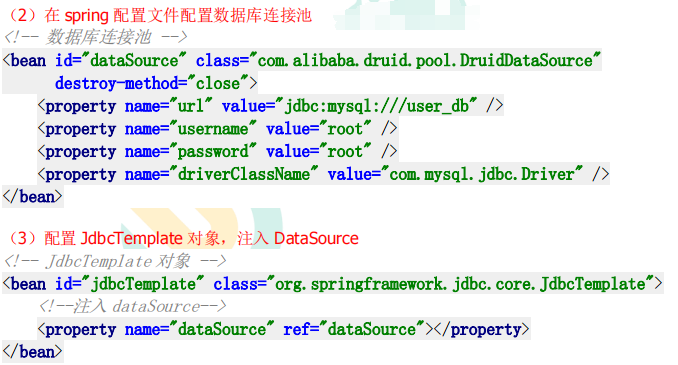 （2）在 spring 配置文件配置数据库连接池
<!-- 数据库连接池 -->
<bean id="dataSource" class="com.alibaba.druid.pool.DruidDataSource"
destroy-method="close">
<property name="url" value="jdbc:mysql:///user_db" />
<property name="username" value="root" />
<property name="password" value="root" />
<property name="driverClassName" value="com.mysql.jdbc.Driver" />
</bean>
（3）配置 JdbcTemplate 对象，注入 DataSource
<!-- JdbcTemplate 对象 -->
<bean id="jdbcTemplate" class="org.springframework.jdbc.core.JdbcTemplate">
<!--注入 dataSource-->
<property name="dataSource" ref="dataSource"></property>
</bean>